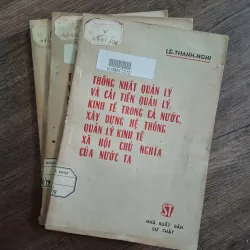 LÊ-THANH-NGHỊ
THỐNG NHẤT QUẢN LÝ
VÀ CẢI TIẾN QUẢN LÝ
KINH TẾ TRONG CẢ NƯỚC,
XÂY DỰNG HỆ THỐNG
QUẢN LÝ KINH TẾ
XÃ HỘI CHỦ NGHĨA
CỦA NƯỚC TA
ST
NHÀ XUẤT BẢN
SỰ THẬT